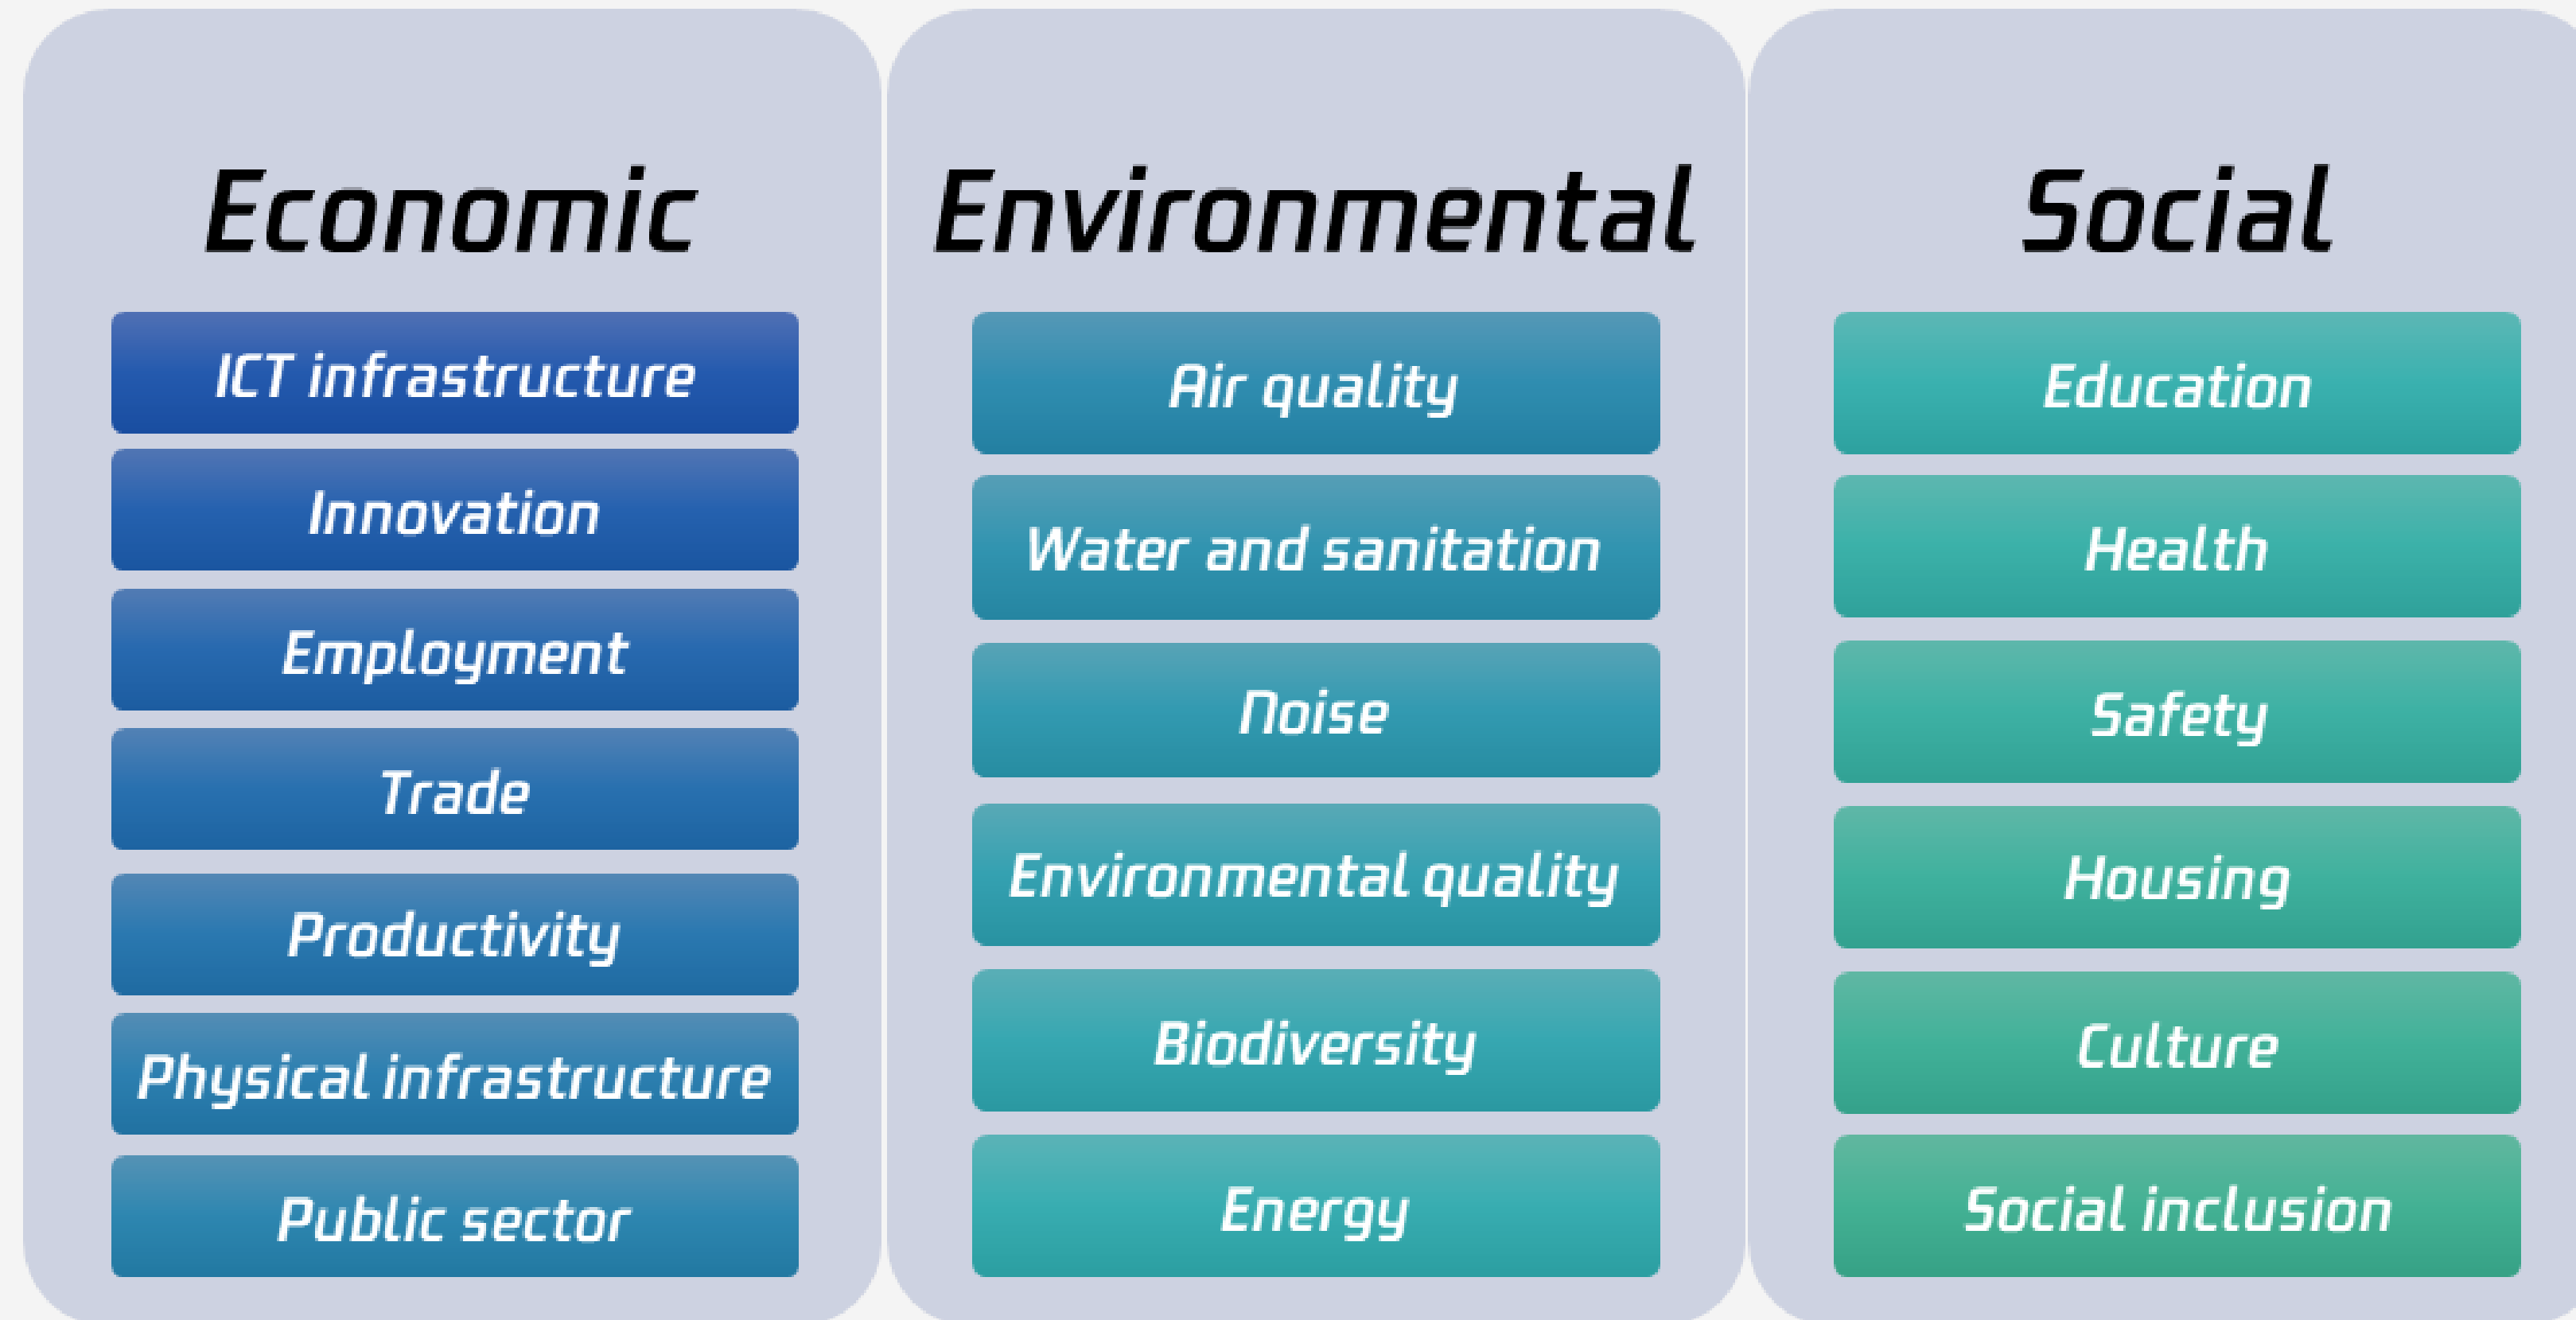 Economic
ICT infrastructure
Innovation
Employment
Trade
Productivity
Physical infrastructure
Public sector
Environmental
Air quality
Water and sanitation
Noise
Environmental quality
Biodiversity
Energy
Social
Education
Health
Safety
Housing
Culture
Social inclusion